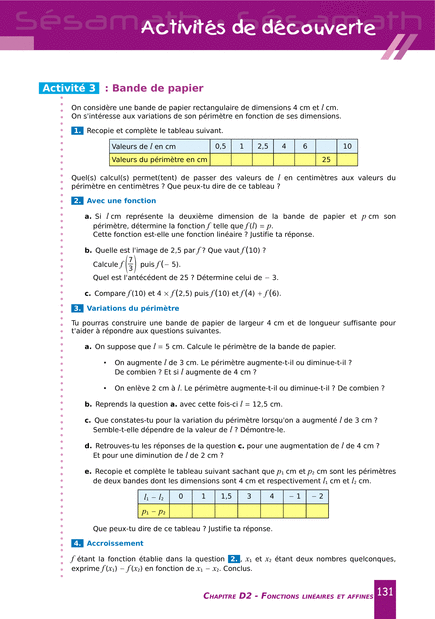 Sésamath Sésamath Sésamath
Activités de découverte
Activité 3 : Bande de papier
On considère une bande de papier rectangulaire de dimensions 4 cm et l cm.
On s'intéresse aux variations de son périmètre en fonction de ses dimensions.
1. Recopie et complète le tableau suivant.
Valeurs de l en cm 0,5 1 2,5 4 6 10
Valeurs du périmètre en cm 25
Quel(s) calcul(s) permet(tent) de passer des valeurs de l en centimètres aux valeurs du
périmètre en centimètres ? Que peux-tu dire de ce tableau ?
2. Avec une fonction
a. Si l cm représente la deuxième dimension de la bande de papier et p cm son
périmètre, détermine la fonction f telle que f(l) = p.
Cette fonction est-elle une fonction linéaire ? Justifie ta réponse.
b. Quelle est l'image de 2,5 par f ? Que vaut f(10) ?
Calcule f(7/3) puis f(− 5).
Quel est l'antécédent de 25 ? Détermine celui de − 3.
c. Compare f(10) et 4 × f(2,5) puis f(10) et f(4) + f(6).
3. Variations du périmètre
Tu pourras construire une bande de papier de largeur 4 cm et de longueur suffisante pour
t'aider à répondre aux questions suivantes.
a. On suppose que l = 5 cm. Calcule le périmètre de la bande de papier.
• On augmente l de 3 cm. Le périmètre augmente-t-il ou diminue-t-il ?
De combien ? Et si l augmente de 4 cm ?
• On enlève 2 cm à l. Le périmètre augmente-t-il ou diminue-t-il ? De combien ?
b. Reprends la question a. avec cette fois-ci l = 12,5 cm.
c. Que constates-tu pour la variation du périmètre lorsqu'on a augmenté l de 3 cm ?
Semble-t-elle dépendre de la valeur de l ? Démontre-le.
d. Retrouves-tu les réponses de la question c. pour une augmentation de l de 4 cm ?
Et pour une diminution de l de 2 cm ?
e. Recopie et complète le tableau suivant sachant que p₁ cm et p₂ cm sont les périmètres
de deux bandes dont les dimensions sont 4 cm et respectivement l₁ cm et l₂ cm.
l₁ − l₂ 0 1 1,5 3 4 − 1 − 2
p₁ − p₂
Que peux-tu dire de ce tableau ? Justifie ta réponse.
4. Accroissement
f étant la fonction établie dans la question 2., x₁ et x₂ étant deux nombres quelconques,
exprime f(x₁) − f(x₂) en fonction de x₁ − x₂. Conclus.
CHAPITRE D2 - FONCTIONS LINÉAIRES ET AFFINES 131